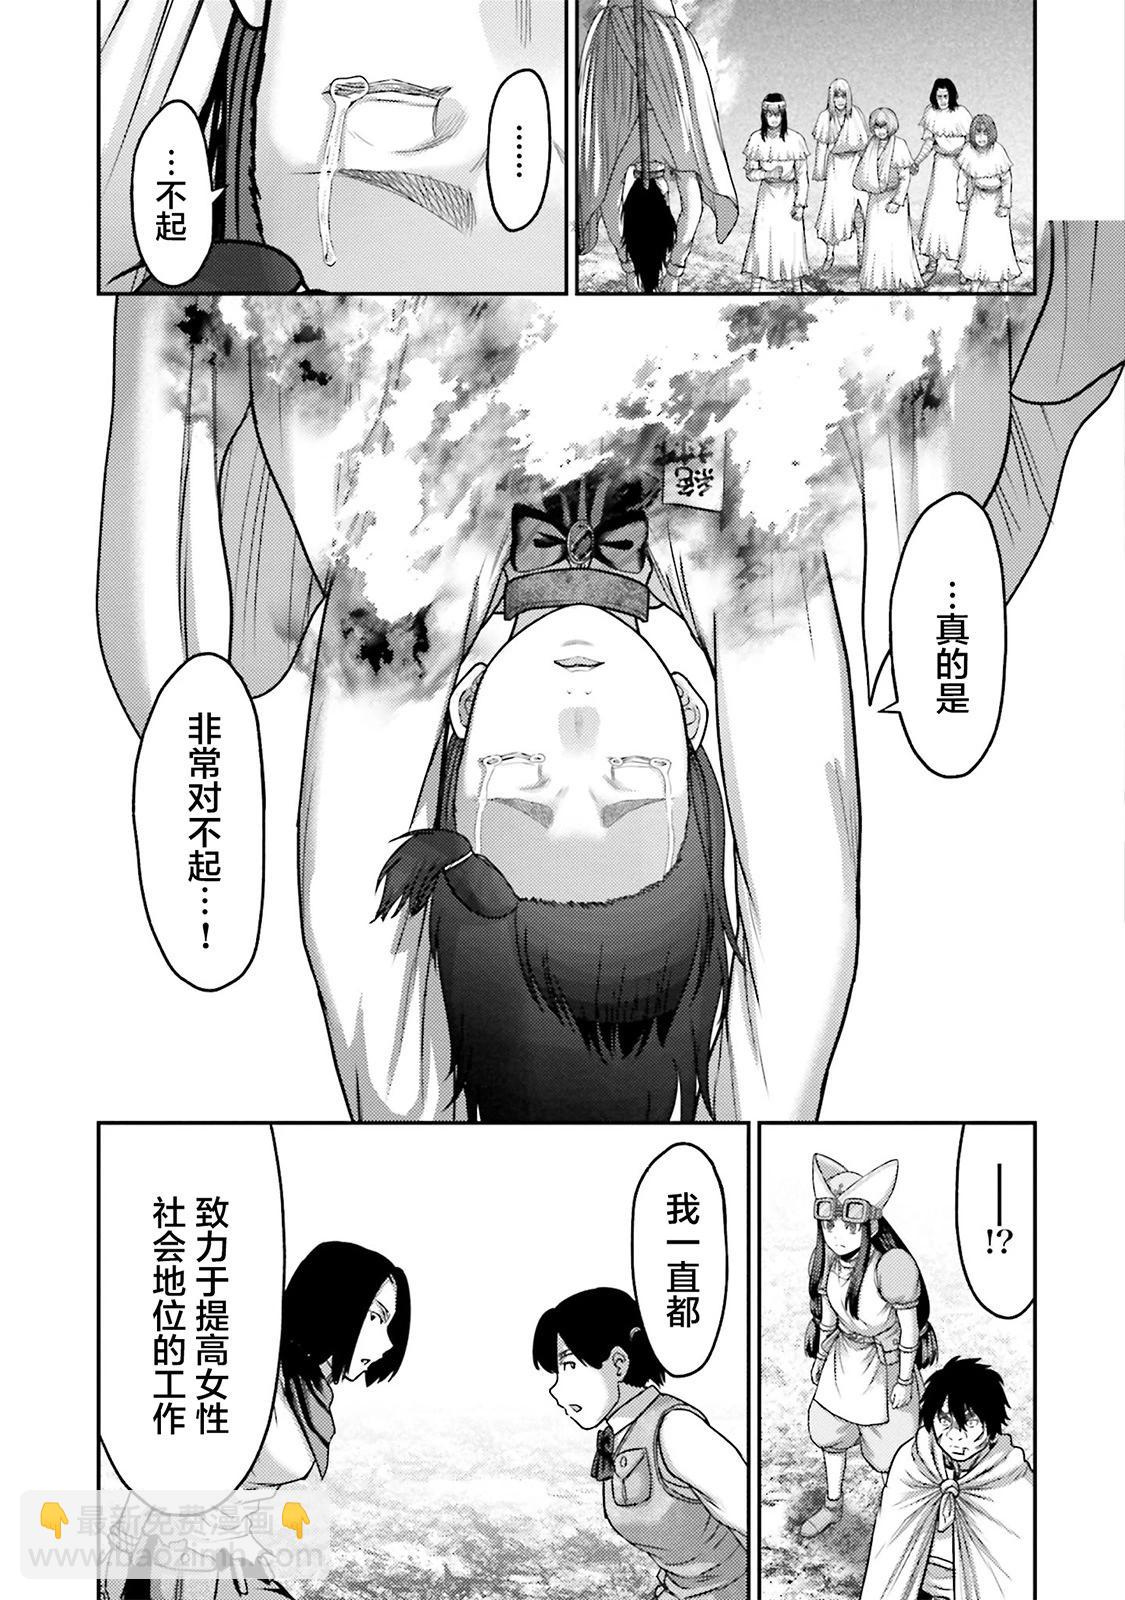 ……
…不起
…真的是
絶
非常对不起…！
—!?
我一直都
致力于提高女性
社会地位的工作
👇最新免费漫画👇
baozimh.com